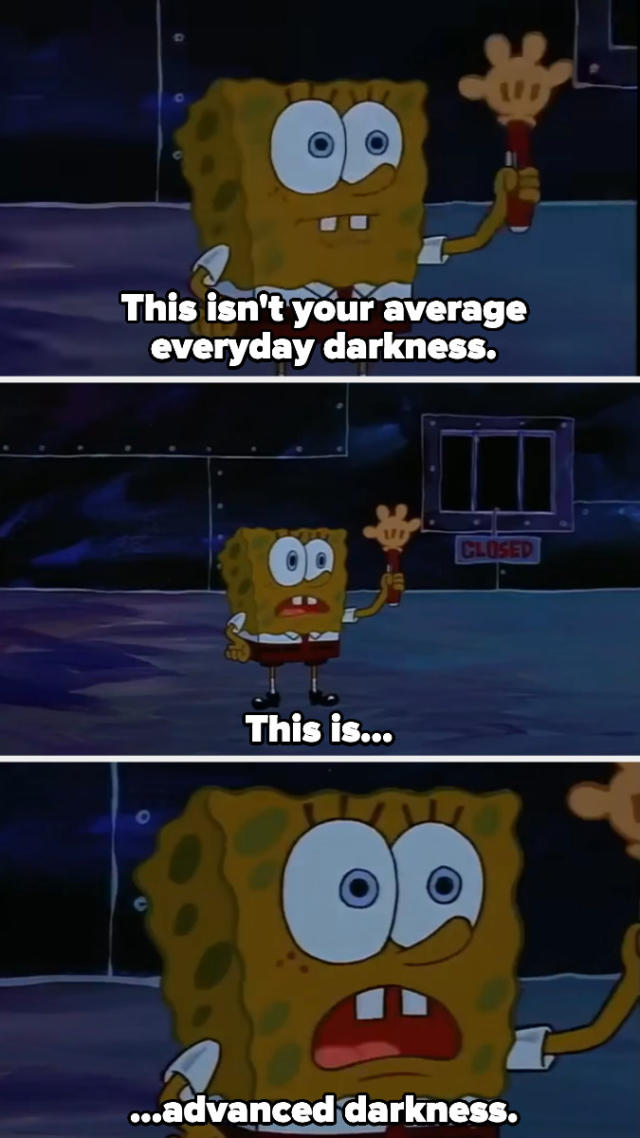 This isn't your average
everyday darkness.
CLOSED
This is...
...advanced darkness.